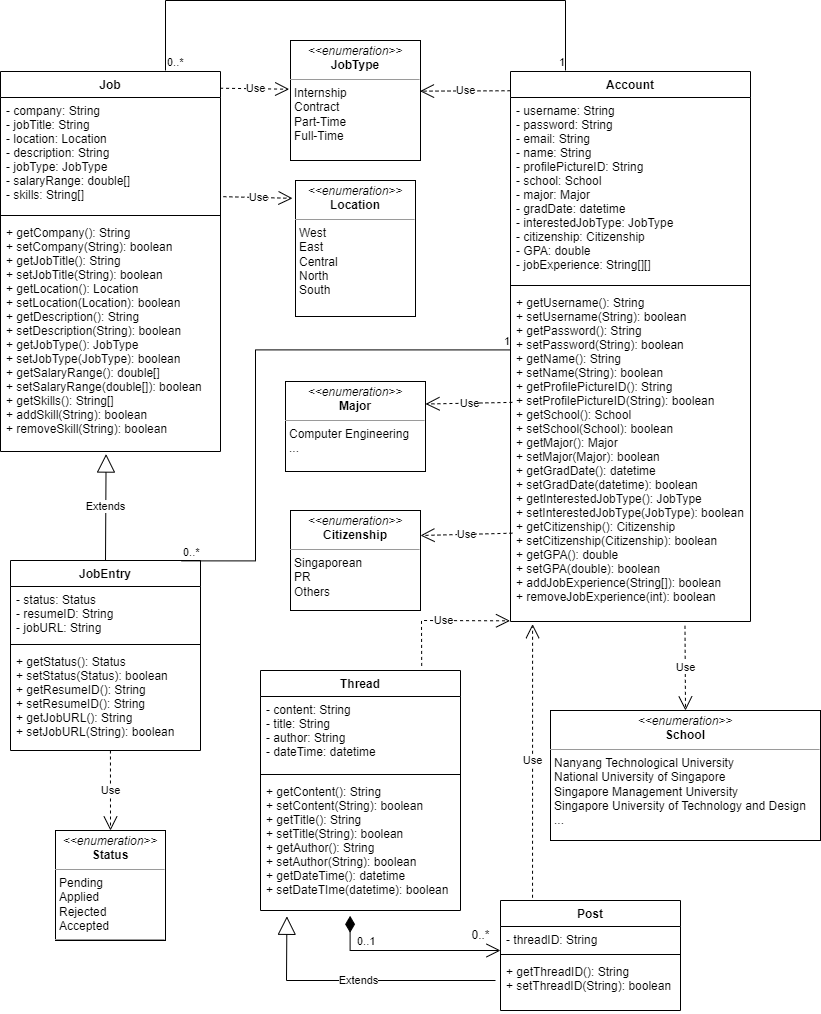 0..*
1
Job
- company: String
- jobTitle: String
- location: Location
- description: String
- jobType: JobType
- salaryRange: double[]
- skills: String[]
+ getCompany(): String
+ setCompany(String): boolean
+ getJobTitle(): String
+ setJobTitle(String): boolean
+ getLocation(): Location
+ setLocation(Location): boolean
+ getDescription(): String
+ setDescription(String): boolean
+ getJobType(): JobType
+ setJobType(JobType): boolean
+ getSalaryRange(): double[]
+ setSalaryRange(double[]): boolean
+ getSkills(): String[]
+ addSkill(String): boolean
+ removeSkill(String): boolean
Use
Use
<<enumeration>>
JobType
Internship
Contract
Part-Time
Full-Time
Use
<<enumeration>>
Location
West
East
Central
North
South
Account
- username: String
- password: String
- email: String
- name: String
- profilePictureID: String
- school: School
- major: Major
- gradDate: datetime
- interestedJobType: JobType
- citizenship: Citizenship
- GPA: double
- jobExperience: String[][]
+ getUsername(): String
+ setUsername(String): boolean
+ getPassword(): String
+ setPassword(String): boolean
+ getName(): String
+ setName(String): boolean
+ getProfilePictureID(): String
+ setProfilePictureID(String): boolean
+ getSchool(): School
+ setSchool(School): boolean
+ getMajor(): Major
+ setMajor(Major): boolean
+ getGradDate(): datetime
+ setGradDate(datetime): boolean
+ getInterestedJobType(): JobType
+ setInterestedJobType(JobType): boolean
+ getCitizenship(): Citizenship
+ setCitizenship(Citizenship): boolean
+ getGPA(): double
+ setGPA(double): boolean
+ addJobExperience(String[]): boolean
+ removeJobExperience(int): boolean
1
<<enumeration>>
Major
Computer Engineering
...
Use
<<enumeration>>
Citizenship
Singaporean
PR
Others
Use
Extends
0..*
JobEntry
- status: Status
- resumeID: String
- jobURL: String
+ getStatus(): Status
+ setStatus(Status): boolean
+ getResumeID(): String
+ setResumeID(): String
+ getJobURL(): String
+ setJobURL(String): boolean
Use
<<enumeration>>
Status
Pending
Applied
Rejected
Accepted
Use
Thread
- content: String
- title: String
- author: String
- dateTime: datetime
+ getContent(): String
+ setContent(String): boolean
+ getTitle(): String
+ setTitle(String): boolean
+ getAuthor(): String
+ setAuthor(String): boolean
+ getDateTime(): datetime
+ setDateTIme(datetime): boolean
Use
Use
<<enumeration>>
School
Nanyang Technological University
National University of Singapore
Singapore Management University
Singapore University of Technology and Design
...
0..1
0..*
Extends
Post
- threadID: String
+ getThreadID(): String
+ setThreadID(String): boolean